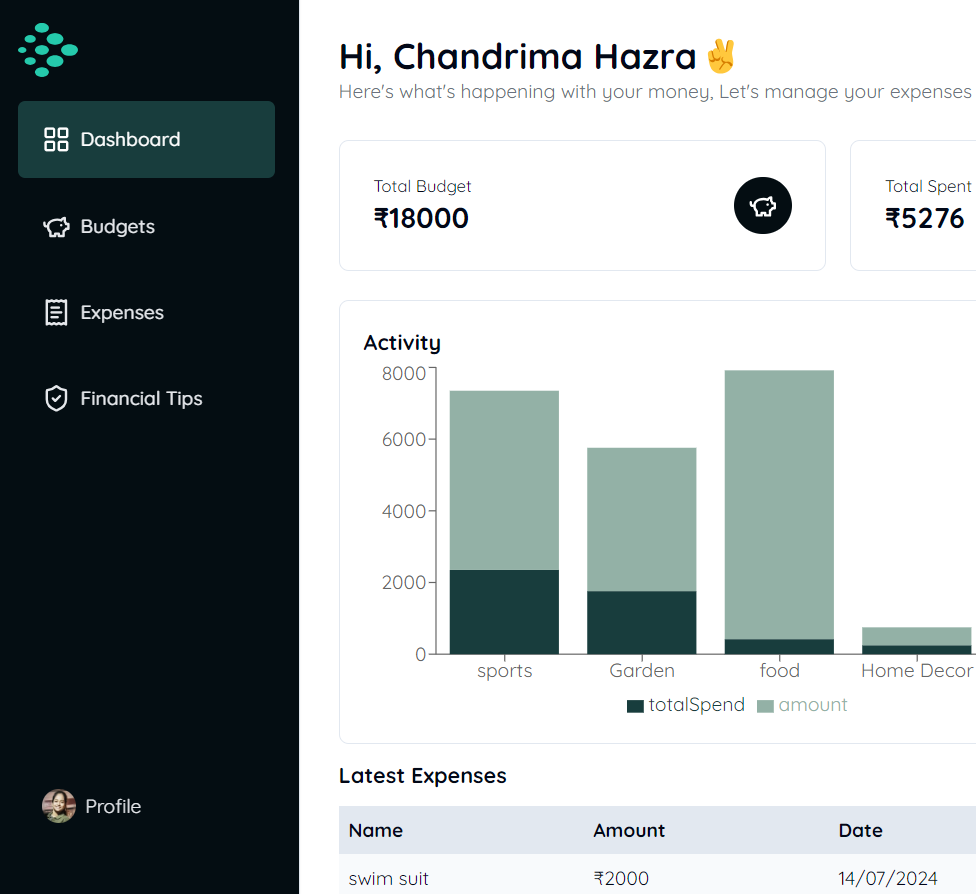 Dashboard
Budgets
Expenses
Financial Tips
Profile
Hi, Chandrima Hazra ✌️
Here's what's happening with your money, Let's manage your expenses
Total Budget
₹18000
Total Spent
₹5276
Activity
8000
6000
4000
2000
0
sports Garden food Home Decor
totalSpend amount
Latest Expenses
Name Amount Date
swim suit ₹2000 14/07/2024